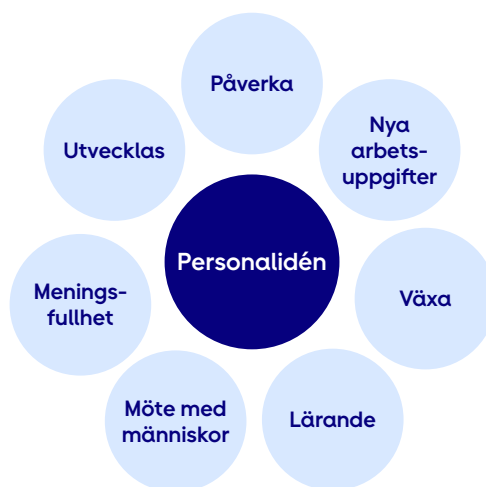 Påverka
Nya
arbets-
uppgifter
Växa
Lärande
Möte med
människor
Menings-
fullhet
Utvecklas
Personalidén